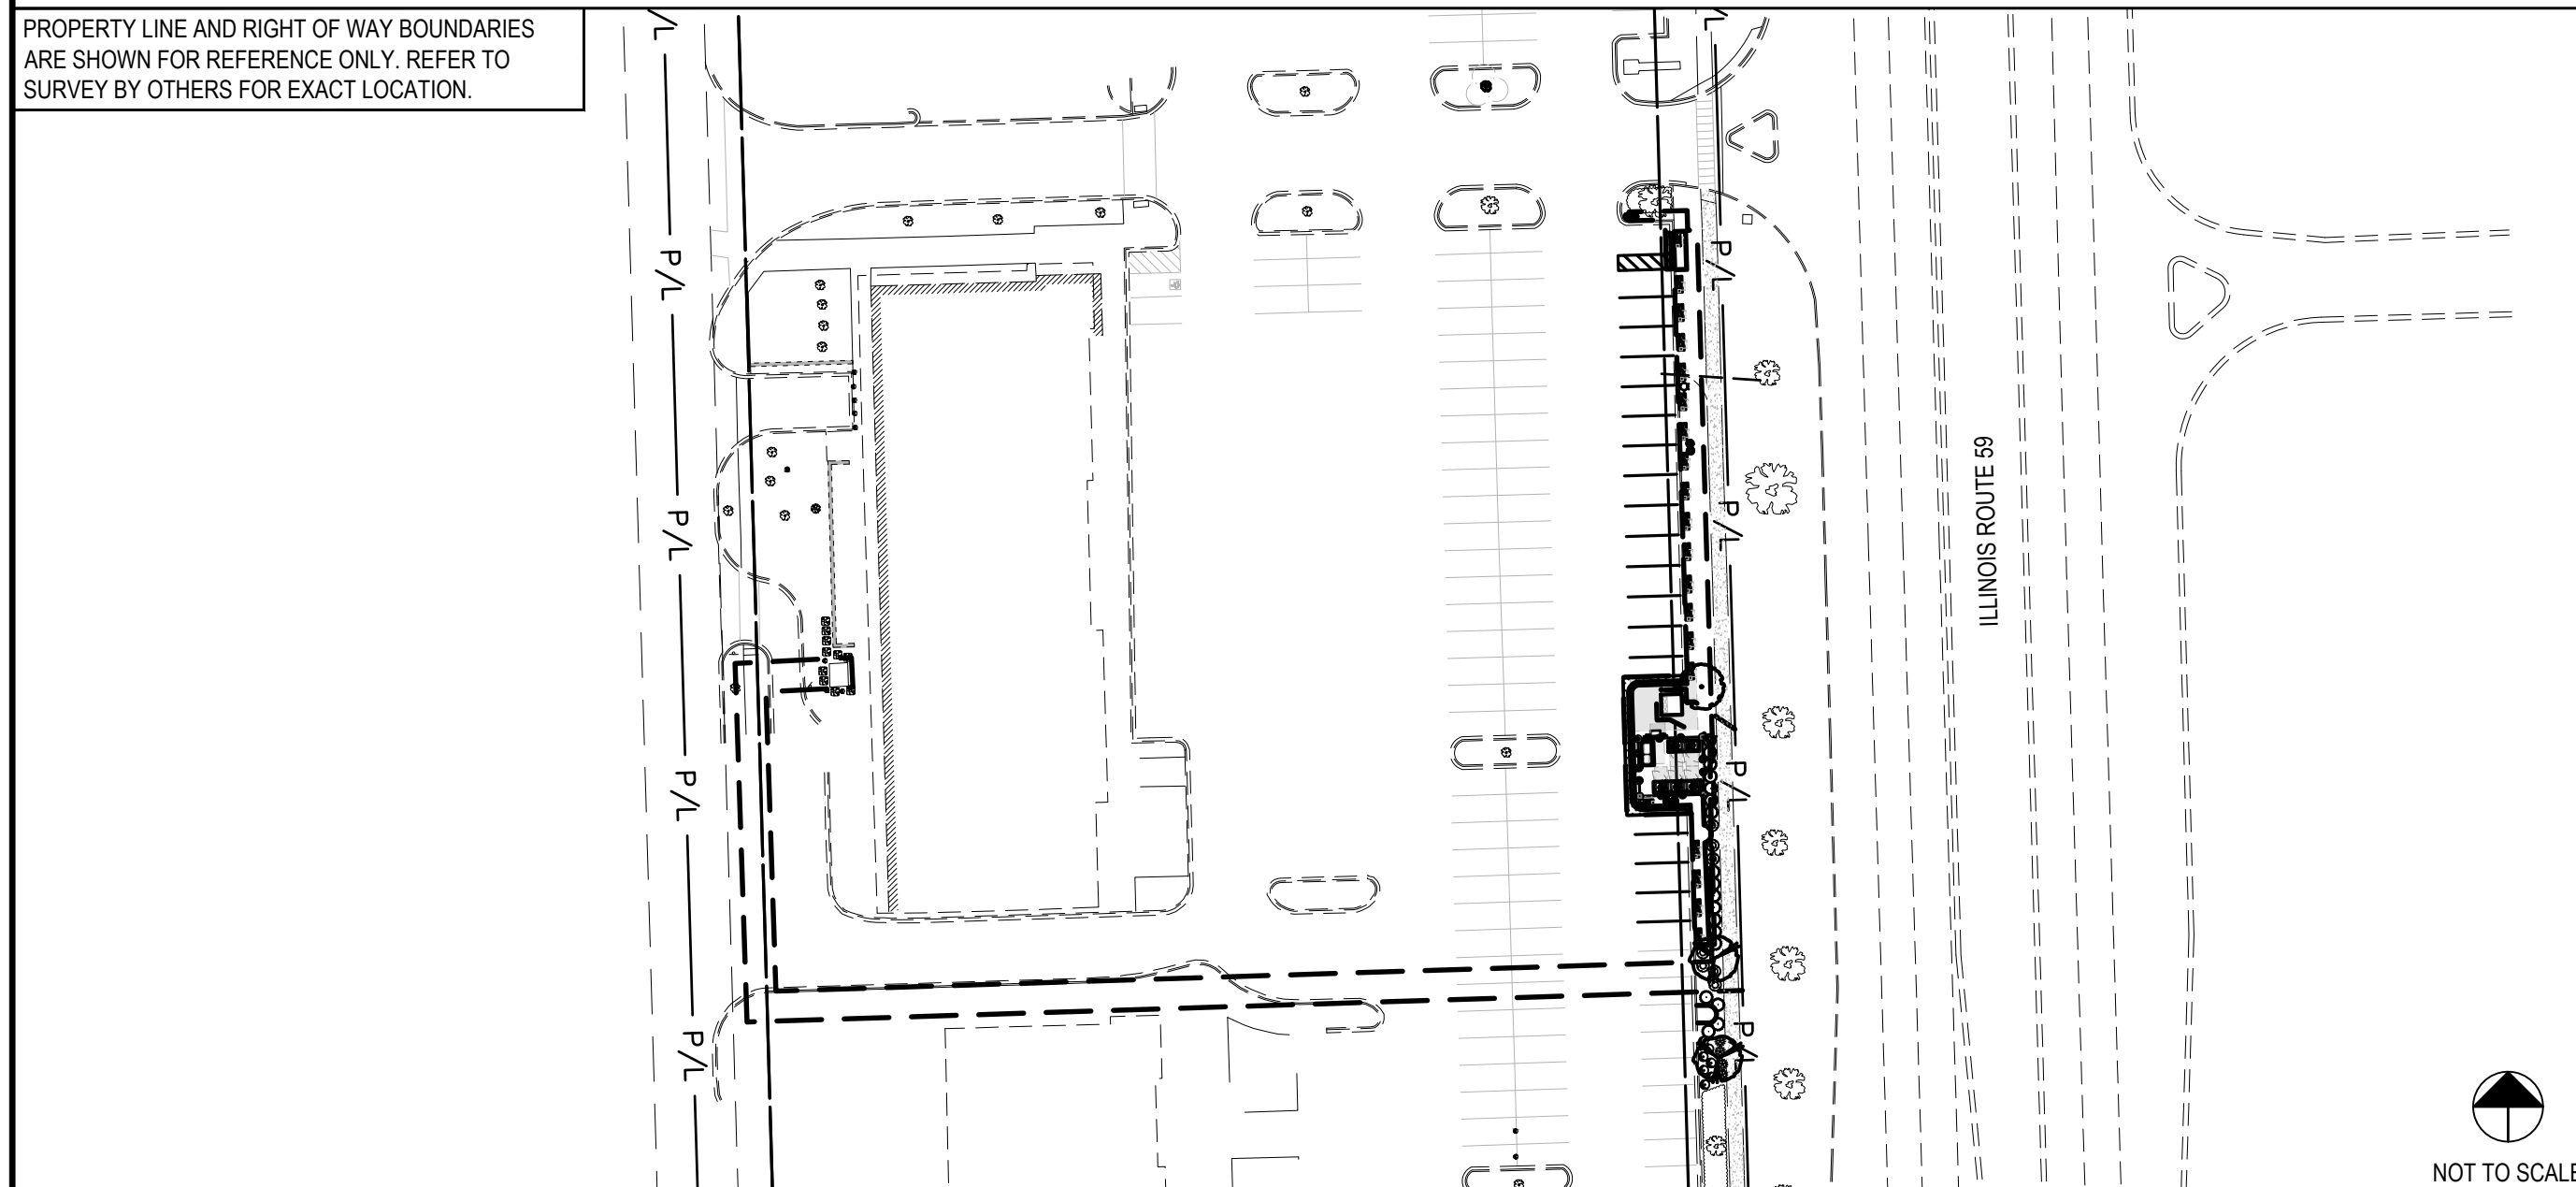 PROPERTY LINE AND RIGHT OF WAY BOUNDARIES
ARE SHOWN FOR REFERENCE ONLY. REFER TO
SURVEY BY OTHERS FOR EXACT LOCATION.
P/L
P/L
P/L
P/L
P/L
P/L
P/L
P/L
P/L
ILLINOIS ROUTE 59
NOT TO SCALE